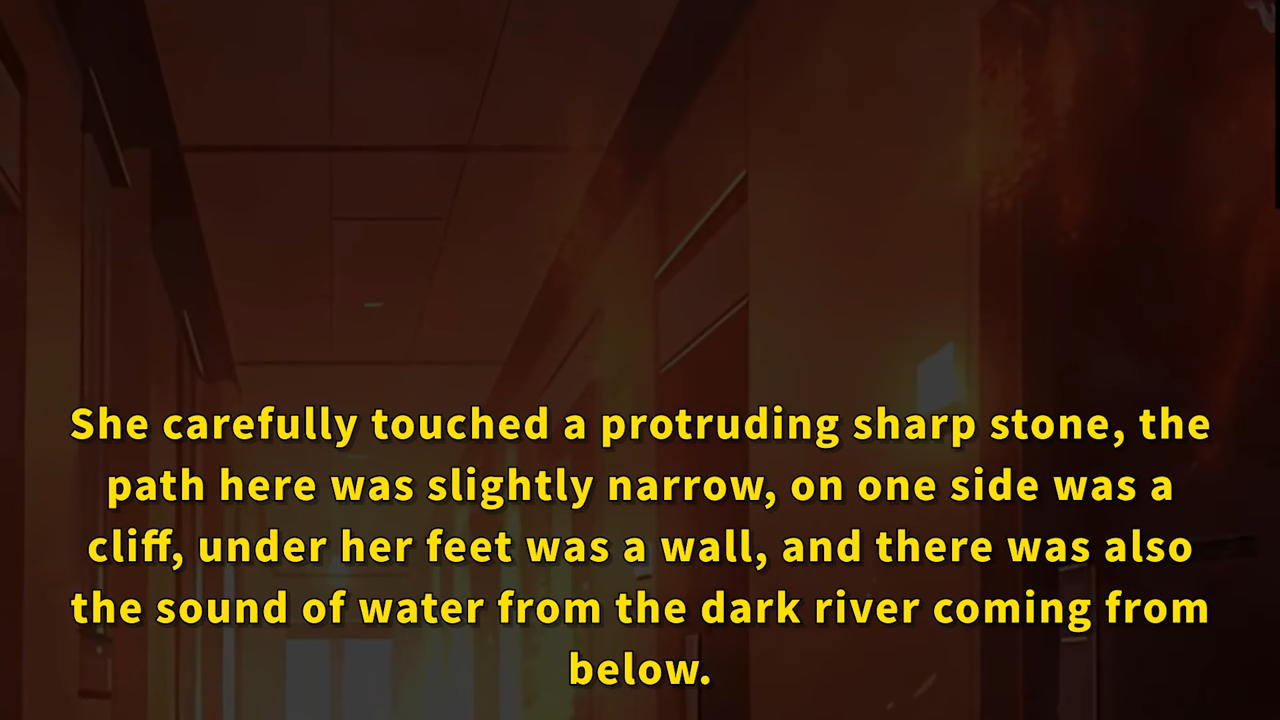 She carefully touched a protruding sharp stone, the
path here was slightly narrow, on one side was a
cliff, under her feet was a wall, and there was also
the sound of water from the dark river coming from
below.